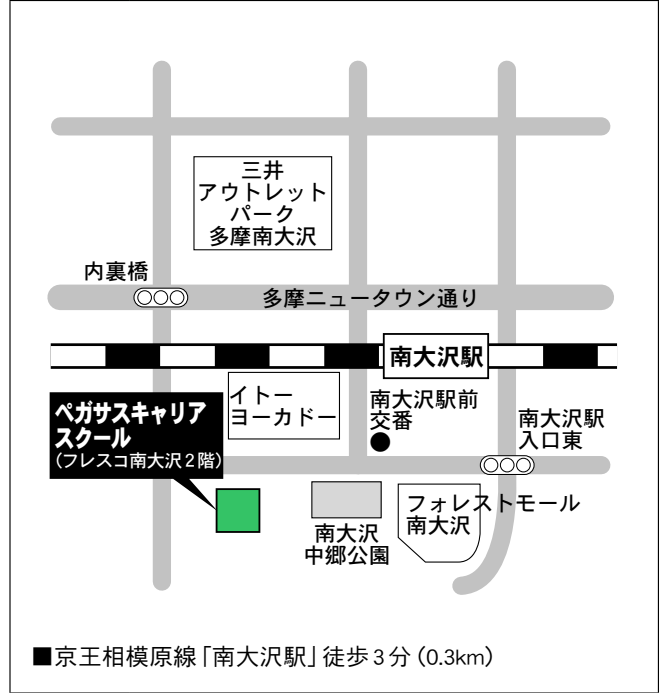 三井
アウトレット
パーク
多摩南大沢
内裏橋
多摩ニュータウン通り
南大沢駅
イトー
ヨーカドー
南大沢駅前
交番
南大沢駅
入口東
ペガサスキャリア
スクール
(フレスコ南大沢2階)
フォレストモール
南大沢
南大沢
中郷公園
■京王相模原線「南大沢駅」徒歩3分(0.3km)